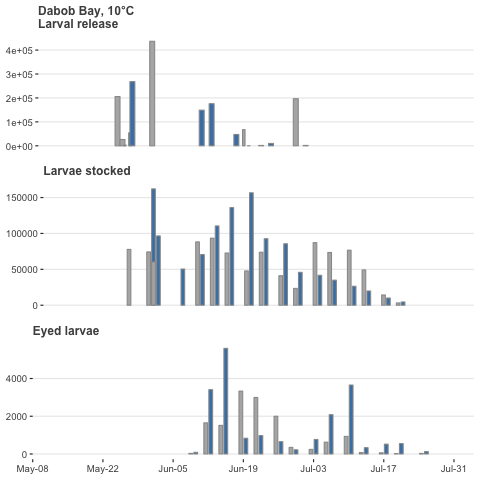 Dabob Bay, 10°C
Larval release
4e+05
3e+05
2e+05
1e+05
0e+00
Larvae stocked
150000
100000
50000
0
Eyed larvae
4000
2000
0
May-08 May-22 Jun-05 Jun-19 Jul-03 Jul-17 Jul-31